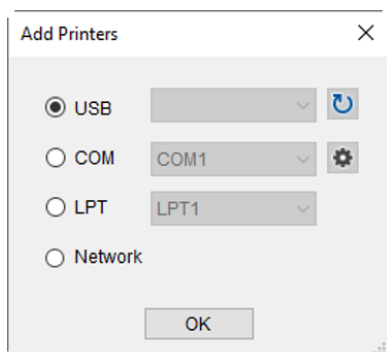 Add Printers
USB
COM COM1
LPT LPT1
Network
OK